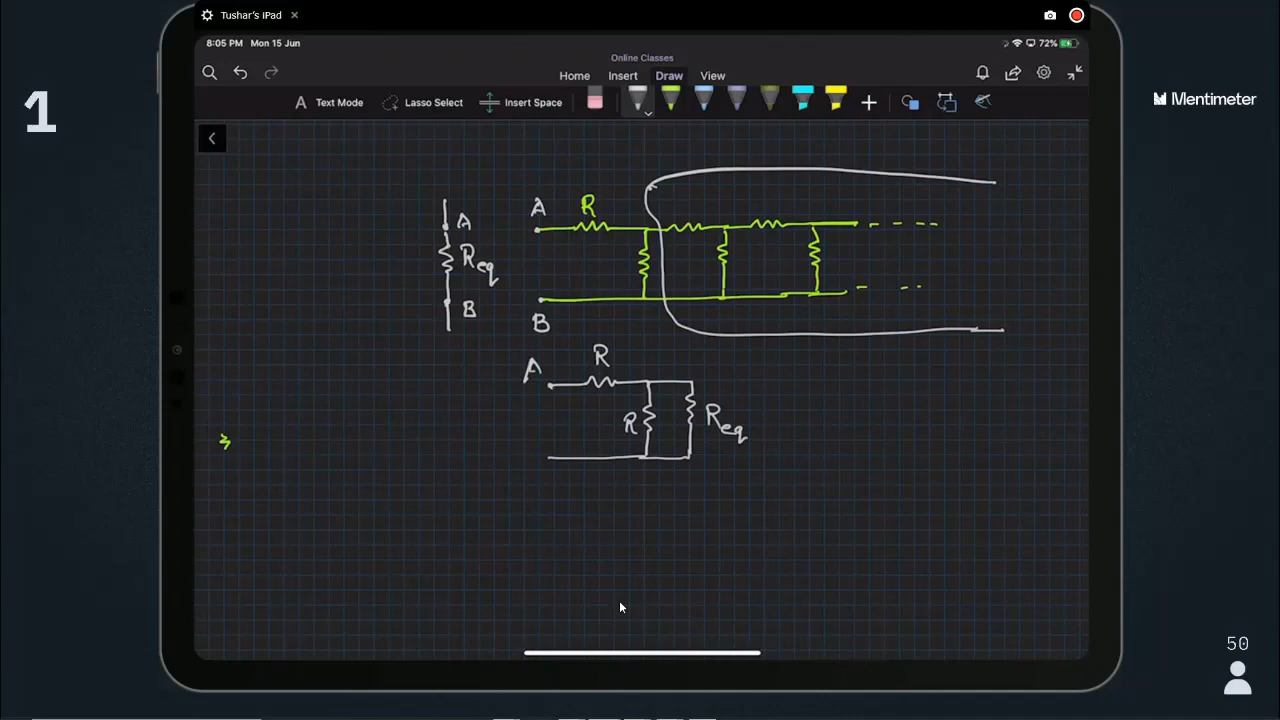 Tushar's iPad
8:05 PM Mon 15 Jun
72%
Online Classes
Home Insert Draw View
Text Mode Lasso Select Insert Space
1
Mentimeter
A
Req
B
A R
B
A R
R Req
50